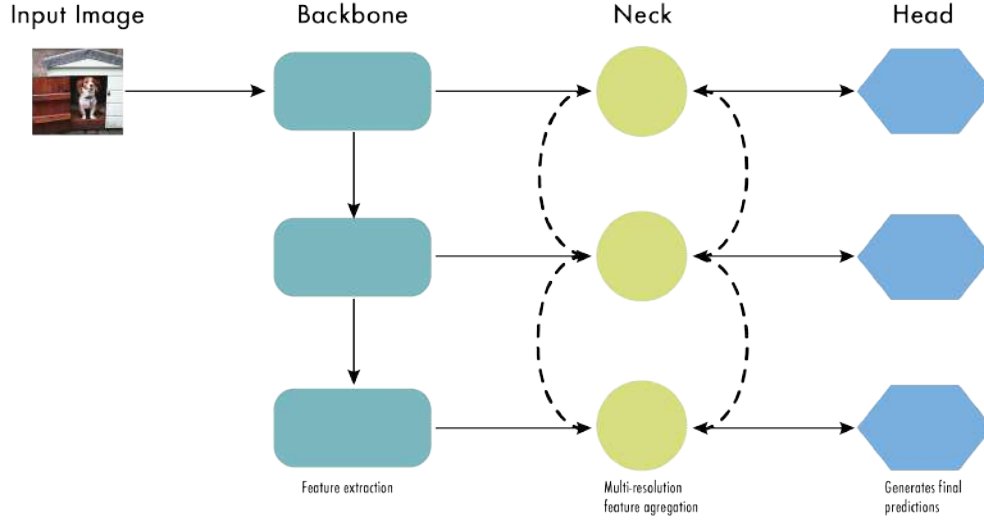 Input Image
Backbone
Neck
Head
Feature extraction
Multi-resolution
feature agregation
Generates final
predictions